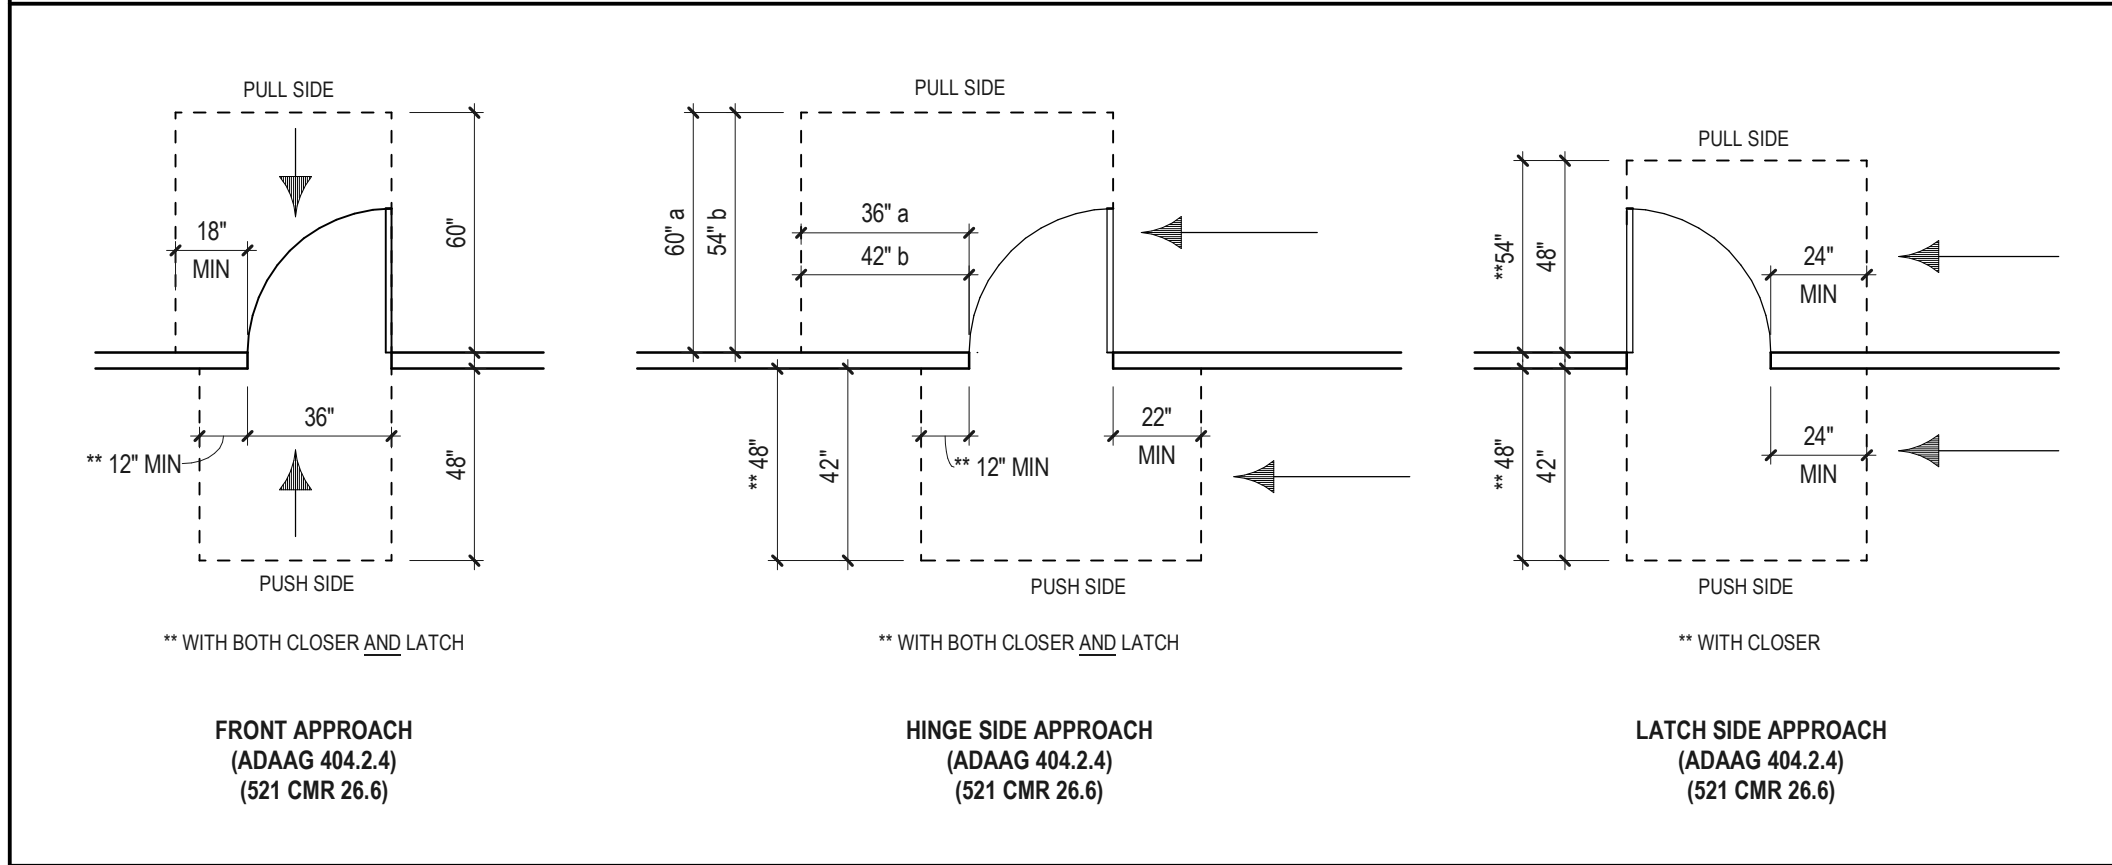 PULL SIDE
18"
MIN
60"
36"
** 12" MIN
48"
PUSH SIDE
** WITH BOTH CLOSER AND LATCH
FRONT APPROACH
(ADAAG 404.2.4)
(521 CMR 26.6)
PULL SIDE
60" a
54" b
36" a
42" b
** 48"
42"
** 12" MIN
22"
MIN
PUSH SIDE
** WITH BOTH CLOSER AND LATCH
HINGE SIDE APPROACH
(ADAAG 404.2.4)
(521 CMR 26.6)
PULL SIDE
**54"
48"
24"
MIN
** 48"
42"
24"
MIN
PUSH SIDE
** WITH CLOSER
LATCH SIDE APPROACH
(ADAAG 404.2.4)
(521 CMR 26.6)